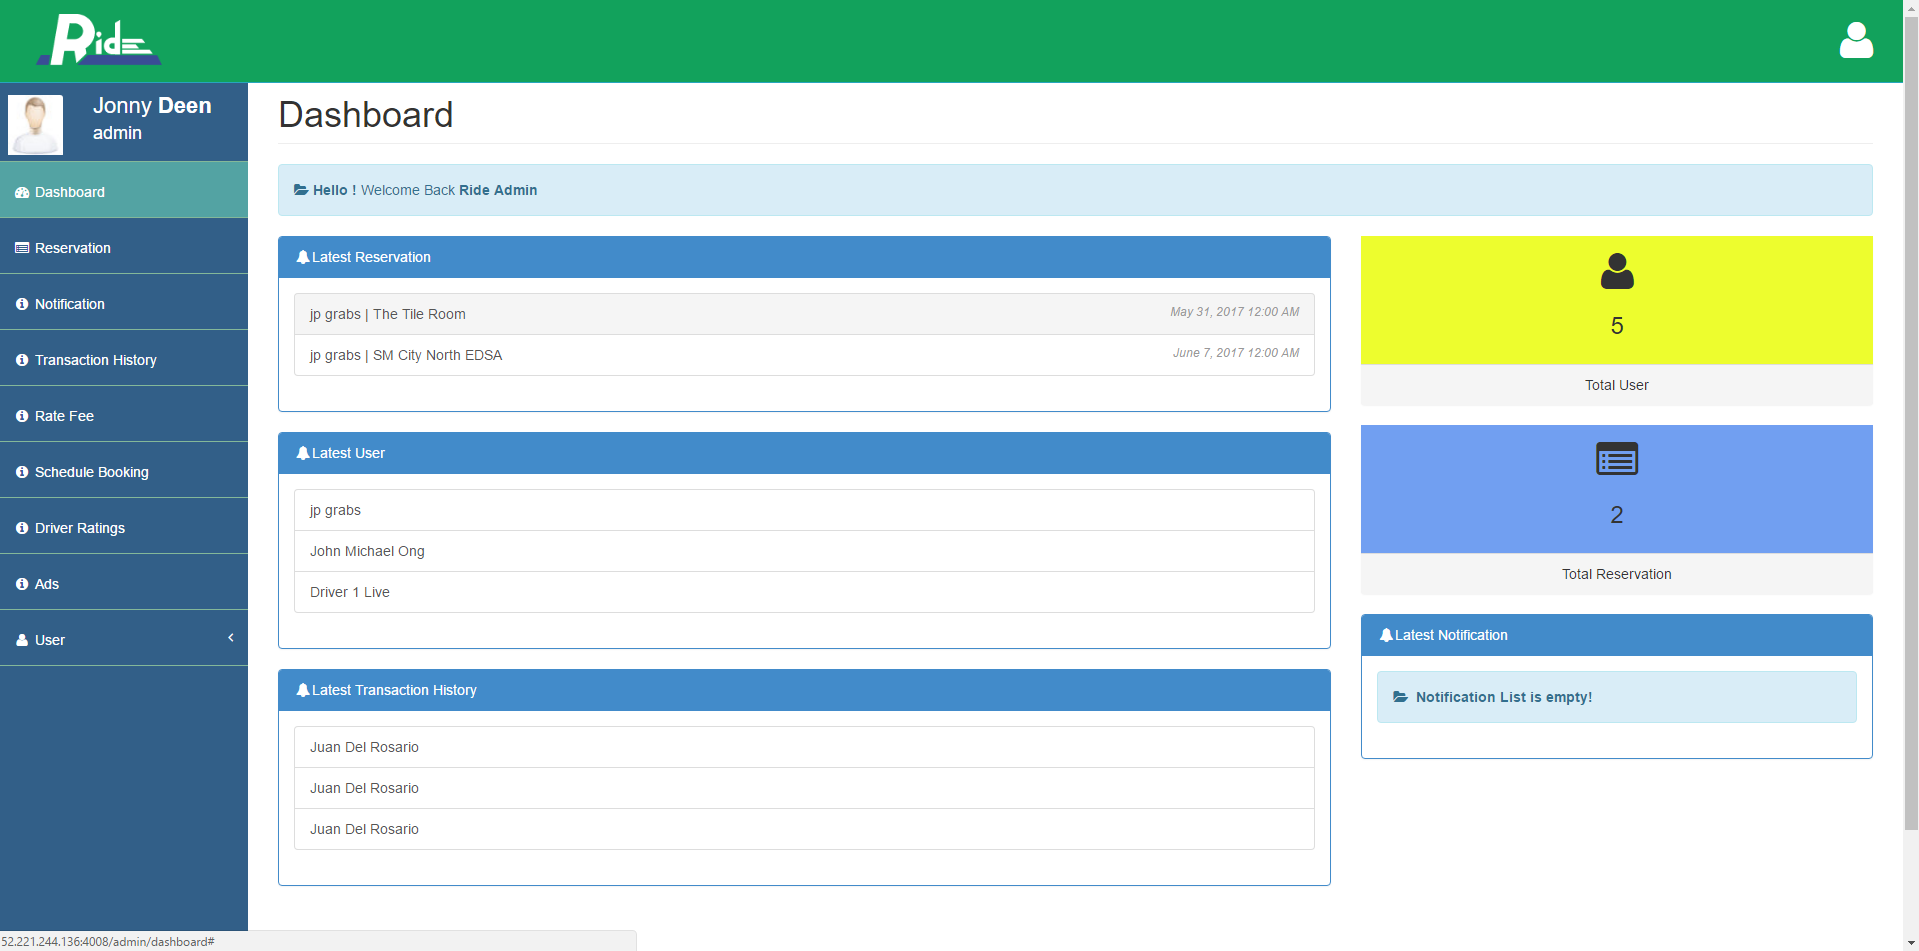 Ride
Jonny Deen
admin
Dashboard
Reservation
Notification
Transaction History
Rate Fee
Schedule Booking
Driver Ratings
Ads
User
Dashboard
Hello ! Welcome Back Ride Admin
Latest Reservation
jp grabs | The Tile Room May 31, 2017 12:00 AM
jp grabs | SM City North EDSA June 7, 2017 12:00 AM
Latest User
jp grabs
John Michael Ong
Driver 1 Live
Latest Transaction History
Juan Del Rosario
Juan Del Rosario
Juan Del Rosario
5
Total User
2
Total Reservation
Latest Notification
Notification List is empty!
52.221.244.136:4008/admin/dashboard#